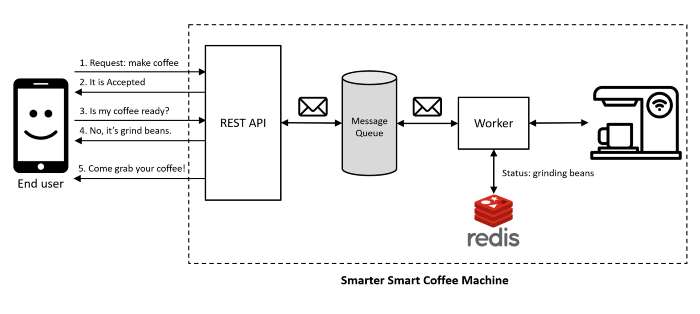 1. Request: make coffee
2. It is Accepted
3. Is my coffee ready?
4. No, it's grind beans.
5. Come grab your coffee!
End user
REST API
Message
Queue
Worker
Status: grinding beans
redis
Smarter Smart Coffee Machine